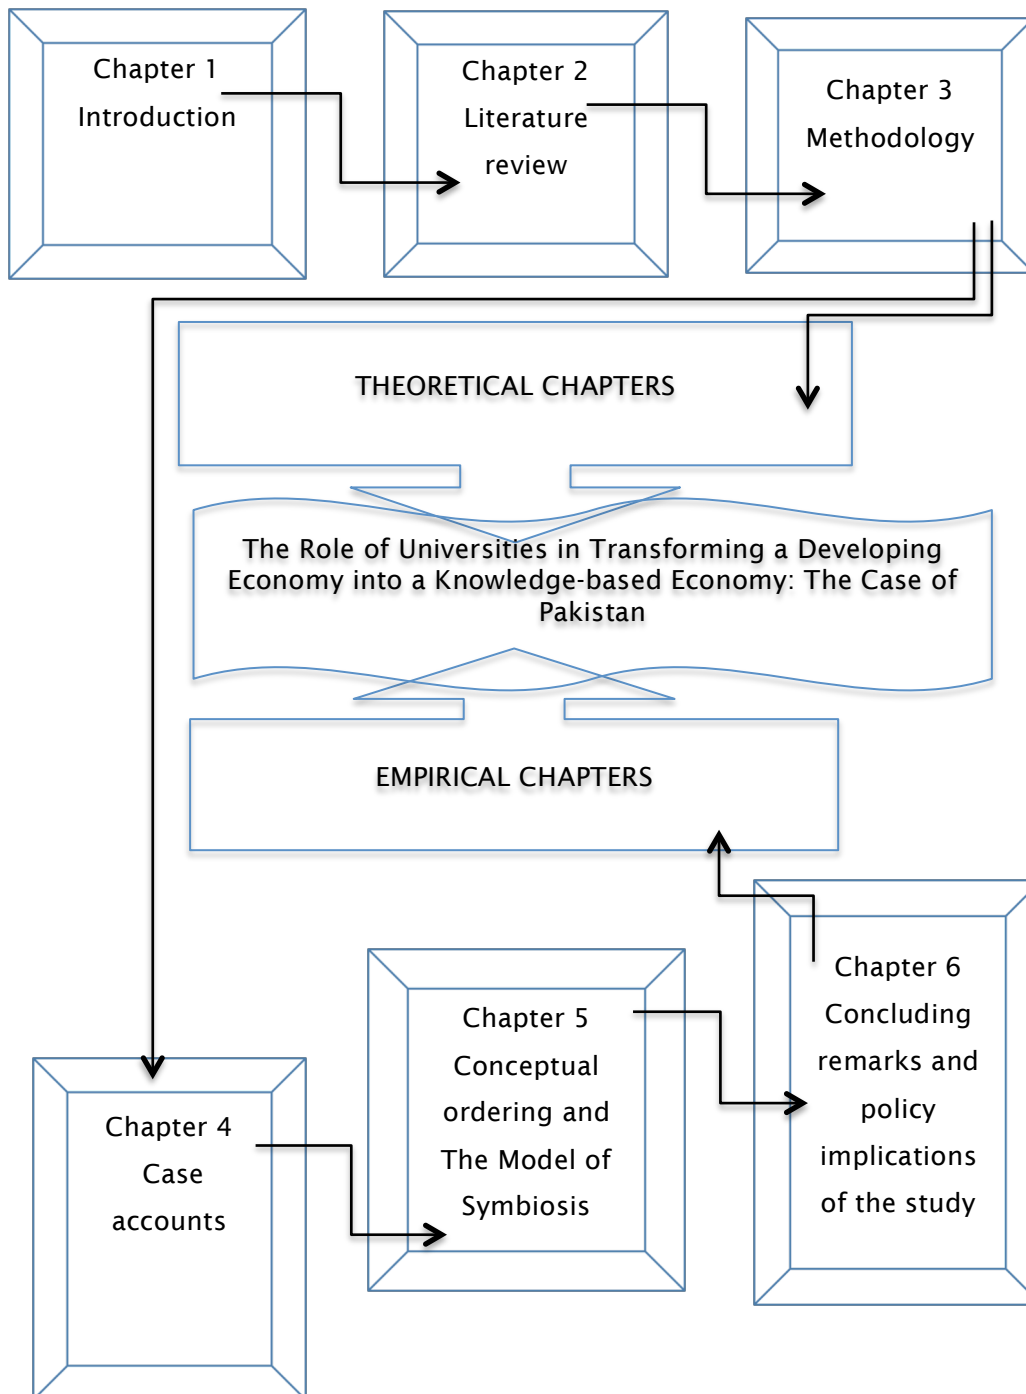 Chapter 1
Introduction
Chapter 2
Literature
review
Chapter 3
Methodology
THEORETICAL CHAPTERS
The Role of Universities in Transforming a Developing
Economy into a Knowledge-based Economy: The Case of
Pakistan
EMPIRICAL CHAPTERS
Chapter 4
Case
accounts
Chapter 5
Conceptual
ordering and
The Model of
Symbiosis
Chapter 6
Concluding
remarks and
policy
implications
of the study